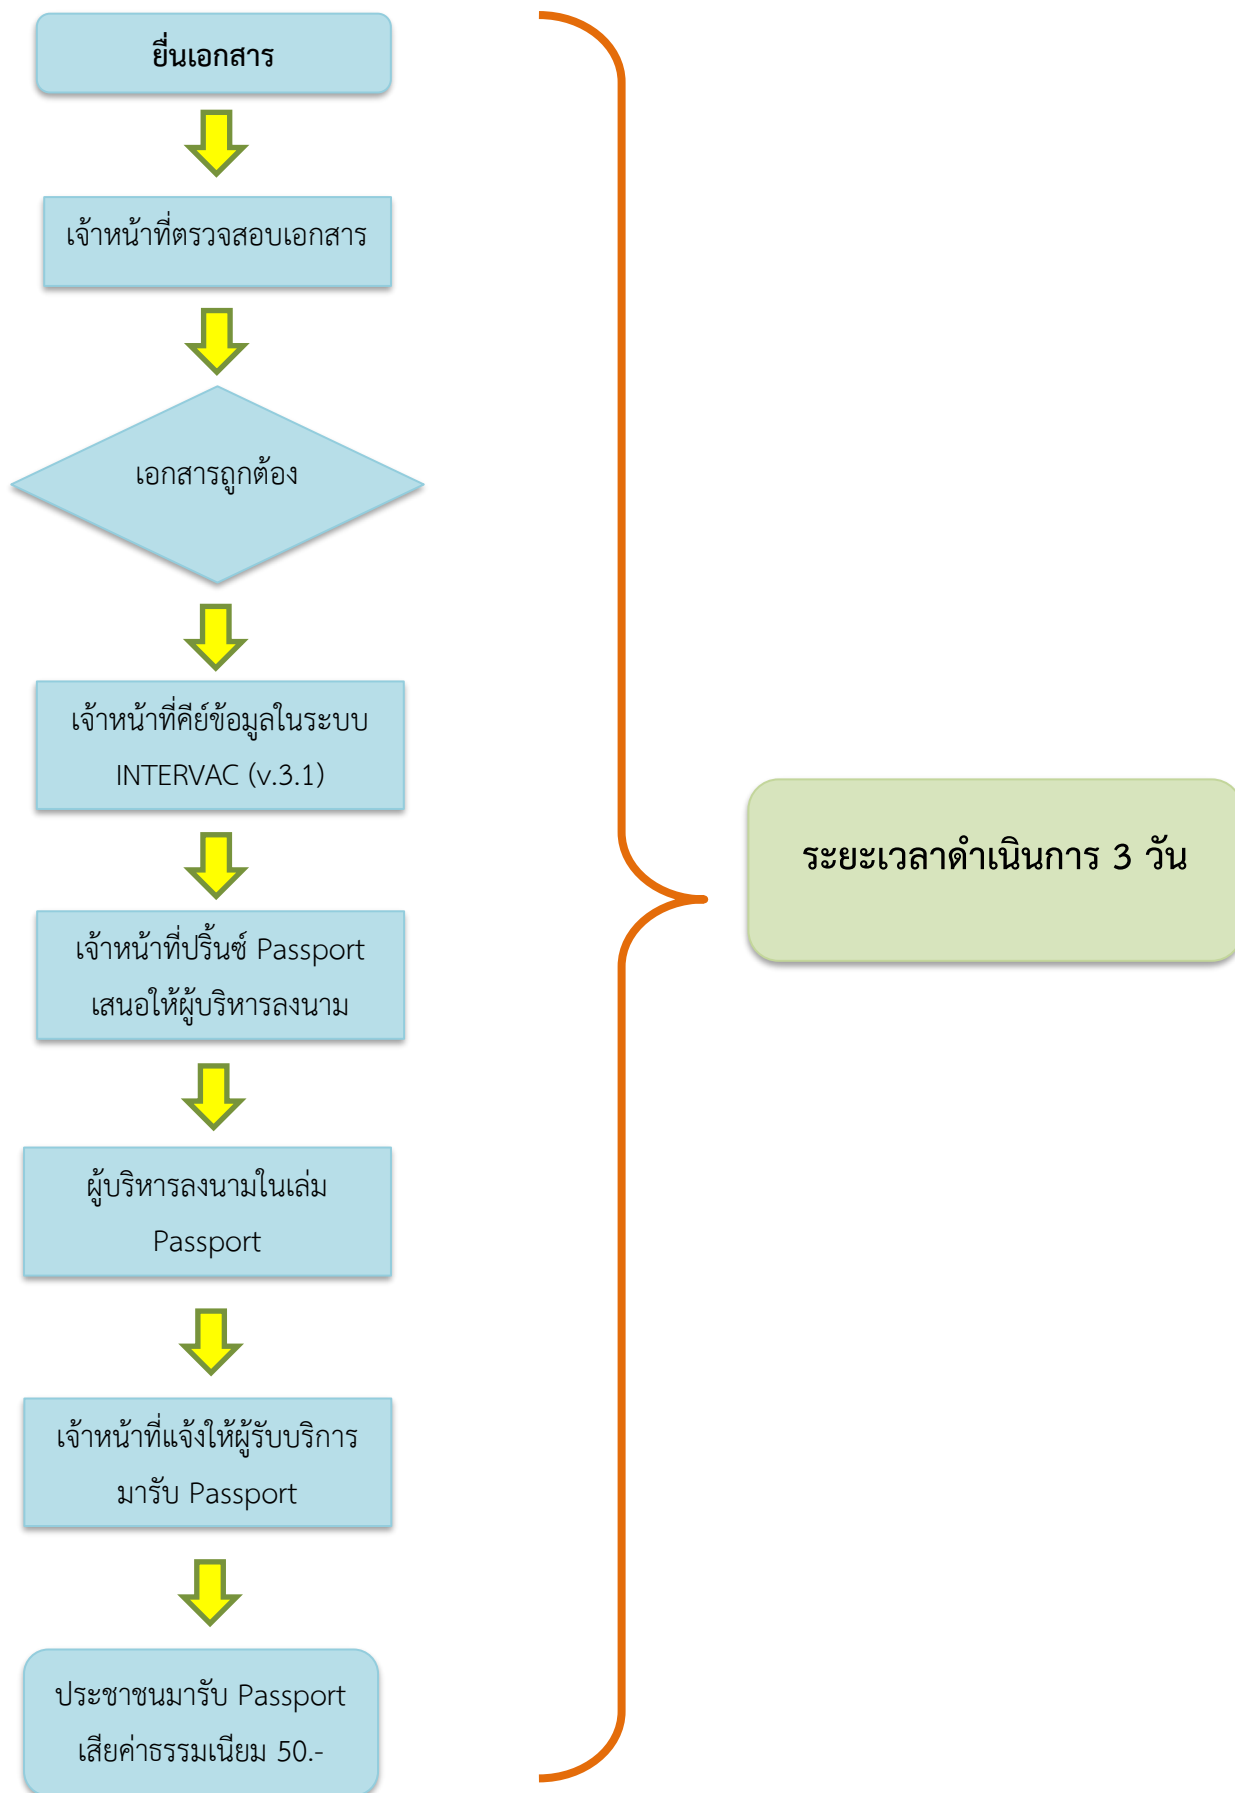 ยื่นเอกสาร
เจ้าหน้าที่ตรวจสอบเอกสาร
เอกสารถูกต้อง
เจ้าหน้าที่คีย์ข้อมูลในระบบ
INTERVAC (v.3.1)
เจ้าหน้าที่ปริ้นซ์ Passport
เสนอให้ผู้บริหารลงนาม
ผู้บริหารลงนามในเล่ม
Passport
เจ้าหน้าที่แจ้งให้ผู้รับบริการ
มารับ Passport
ประชาชนมารับ Passport
เสียค่าธรรมเนียม 50.-
ระยะเวลาดำเนินการ 3 วัน